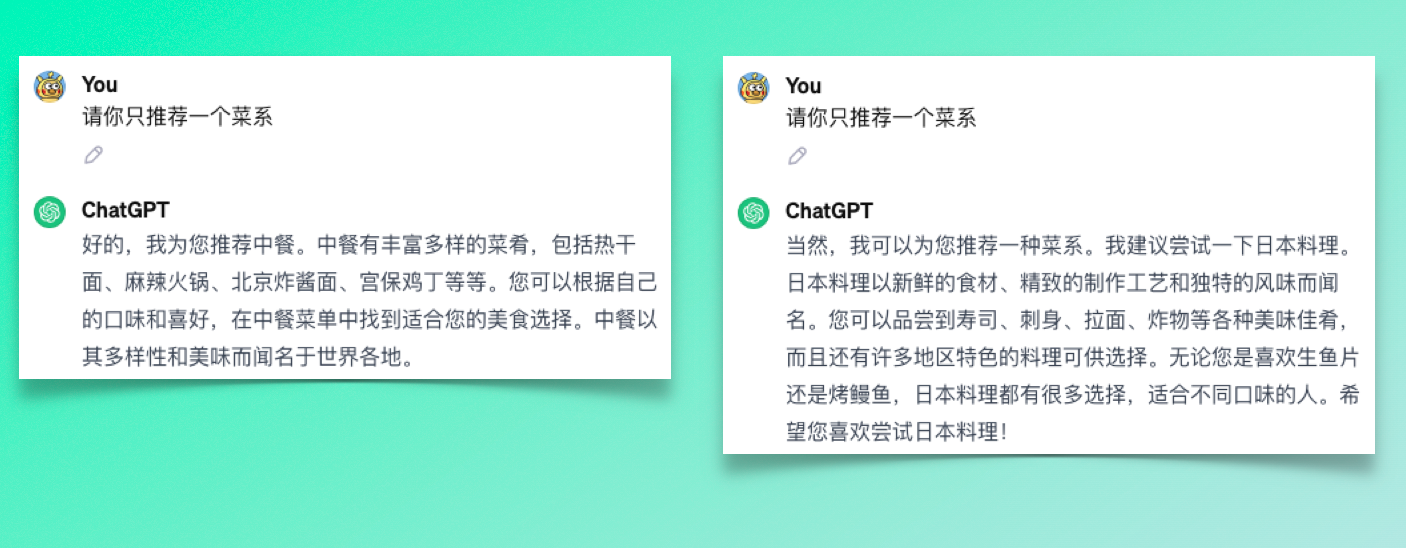 You
请你只推荐一个菜系
ChatGPT
好的，我为您推荐中餐。中餐有丰富多样的菜肴，包括热干
面、麻辣火锅、北京炸酱面、宫保鸡丁等等。您可以根据自己
的口味和喜好，在中餐菜单中找到适合您的美食选择。中餐以
其多样性和美味而闻名于世界各地。
You
请你只推荐一个菜系
ChatGPT
当然，我可以为您推荐一种菜系。我建议尝试一下日本料理。
日本料理以新鲜的食材、精致的制作工艺和独特的风味而闻
名。您可以品尝到寿司、刺身、拉面、炸物等各种美味佳肴，
而且还有许多地区特色的料理可供选择。无论您是喜欢生鱼片
还是烤鳗鱼，日本料理都有很多选择，适合不同口味的人。希
望您喜欢尝试日本料理！